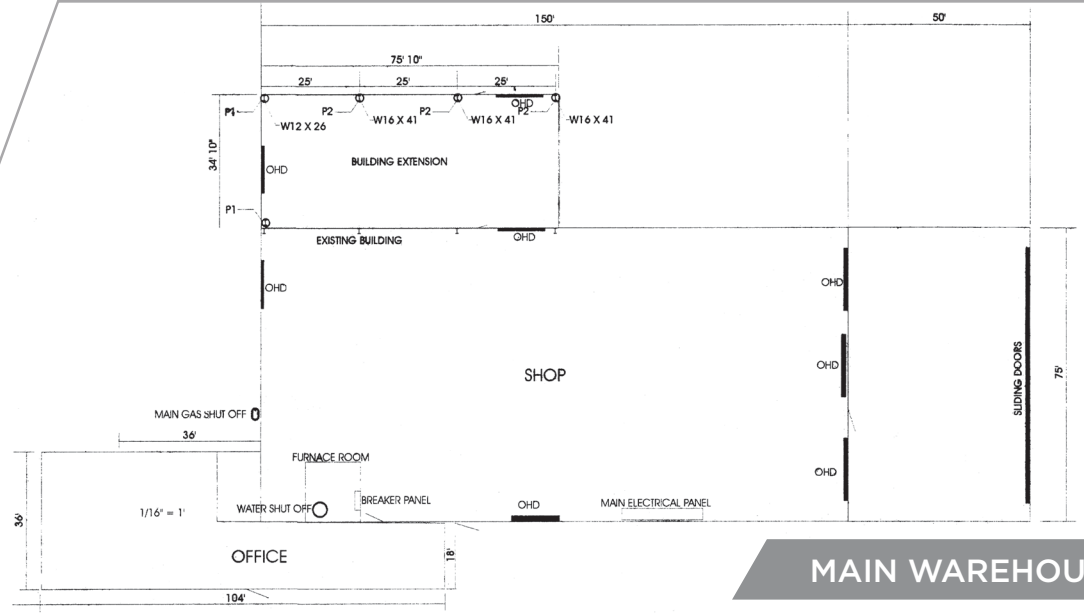 150'
50'
75' 10"
25'
25'
25'
OHD
P1
P2
P2
P2
W12 X 26
W16 X 41
W16 X 41
W16 X 41
34' 10"
BUILDING EXTENSION
OHD
P1
EXISTING BUILDING
OHD
OHD
OHD
OHD
SHOP
SLIDING DOORS
75'
MAIN GAS SHUT OFF
36'
FURNACE ROOM
OHD
BREAKER PANEL
WATER SHUT OFF
OHD
MAIN ELECTRICAL PANEL
1/16" = 1'
36'
OFFICE
18'
104'
MAIN WAREHOU